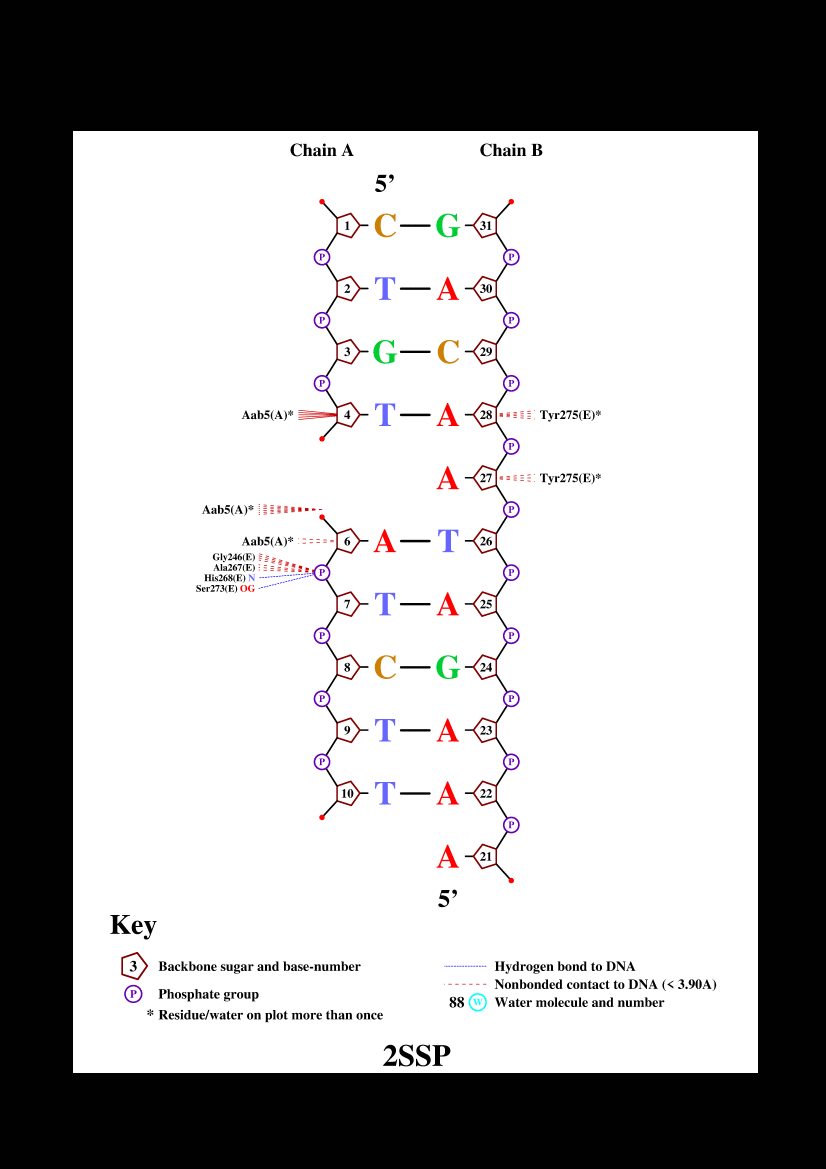 Chain A Chain B
5’
1 C G 31
P P
2 T A 30
P P
3 G C 29
P P
Aab5(A)* 4 T A 28 Tyr275(E)*
P
A 27 Tyr275(E)*
Aab5(A)* P
Aab5(A)* 6 A T 26
Gly246(E)
Ala267(E)
His268(E) N P P
Ser273(E) OG
7 T A 25
P P
8 C G 24
P P
9 T A 23
P P
10 T A 22
P
A 21
5’
Key
3 Backbone sugar and base-number
P Phosphate group
* Residue/water on plot more than once
Hydrogen bond to DNA
Nonbonded contact to DNA (< 3.90A)
88 W Water molecule and number
2SSP